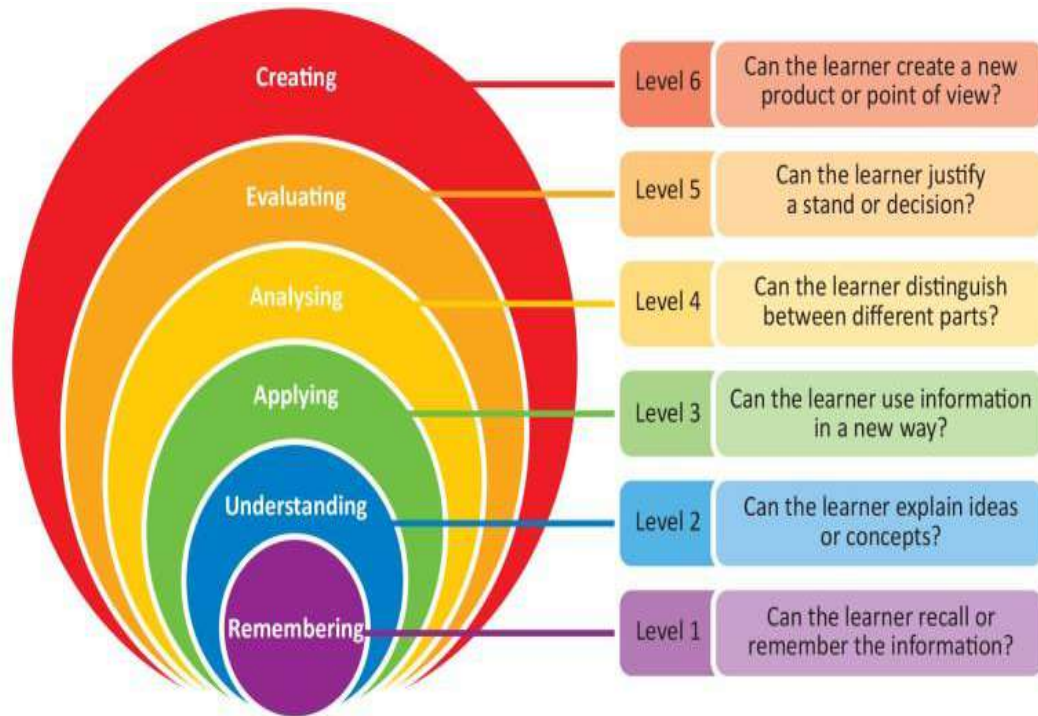 Creating
Level 6
Can the learner create a new
product or point of view?
Evaluating
Level 5
Can the learner justify
a stand or decision?
Analysing
Level 4
Can the learner distinguish
between different parts?
Applying
Level 3
Can the learner use information
in a new way?
Understanding
Level 2
Can the learner explain ideas
or concepts?
Remembering
Level 1
Can the learner recall or
remember the information?